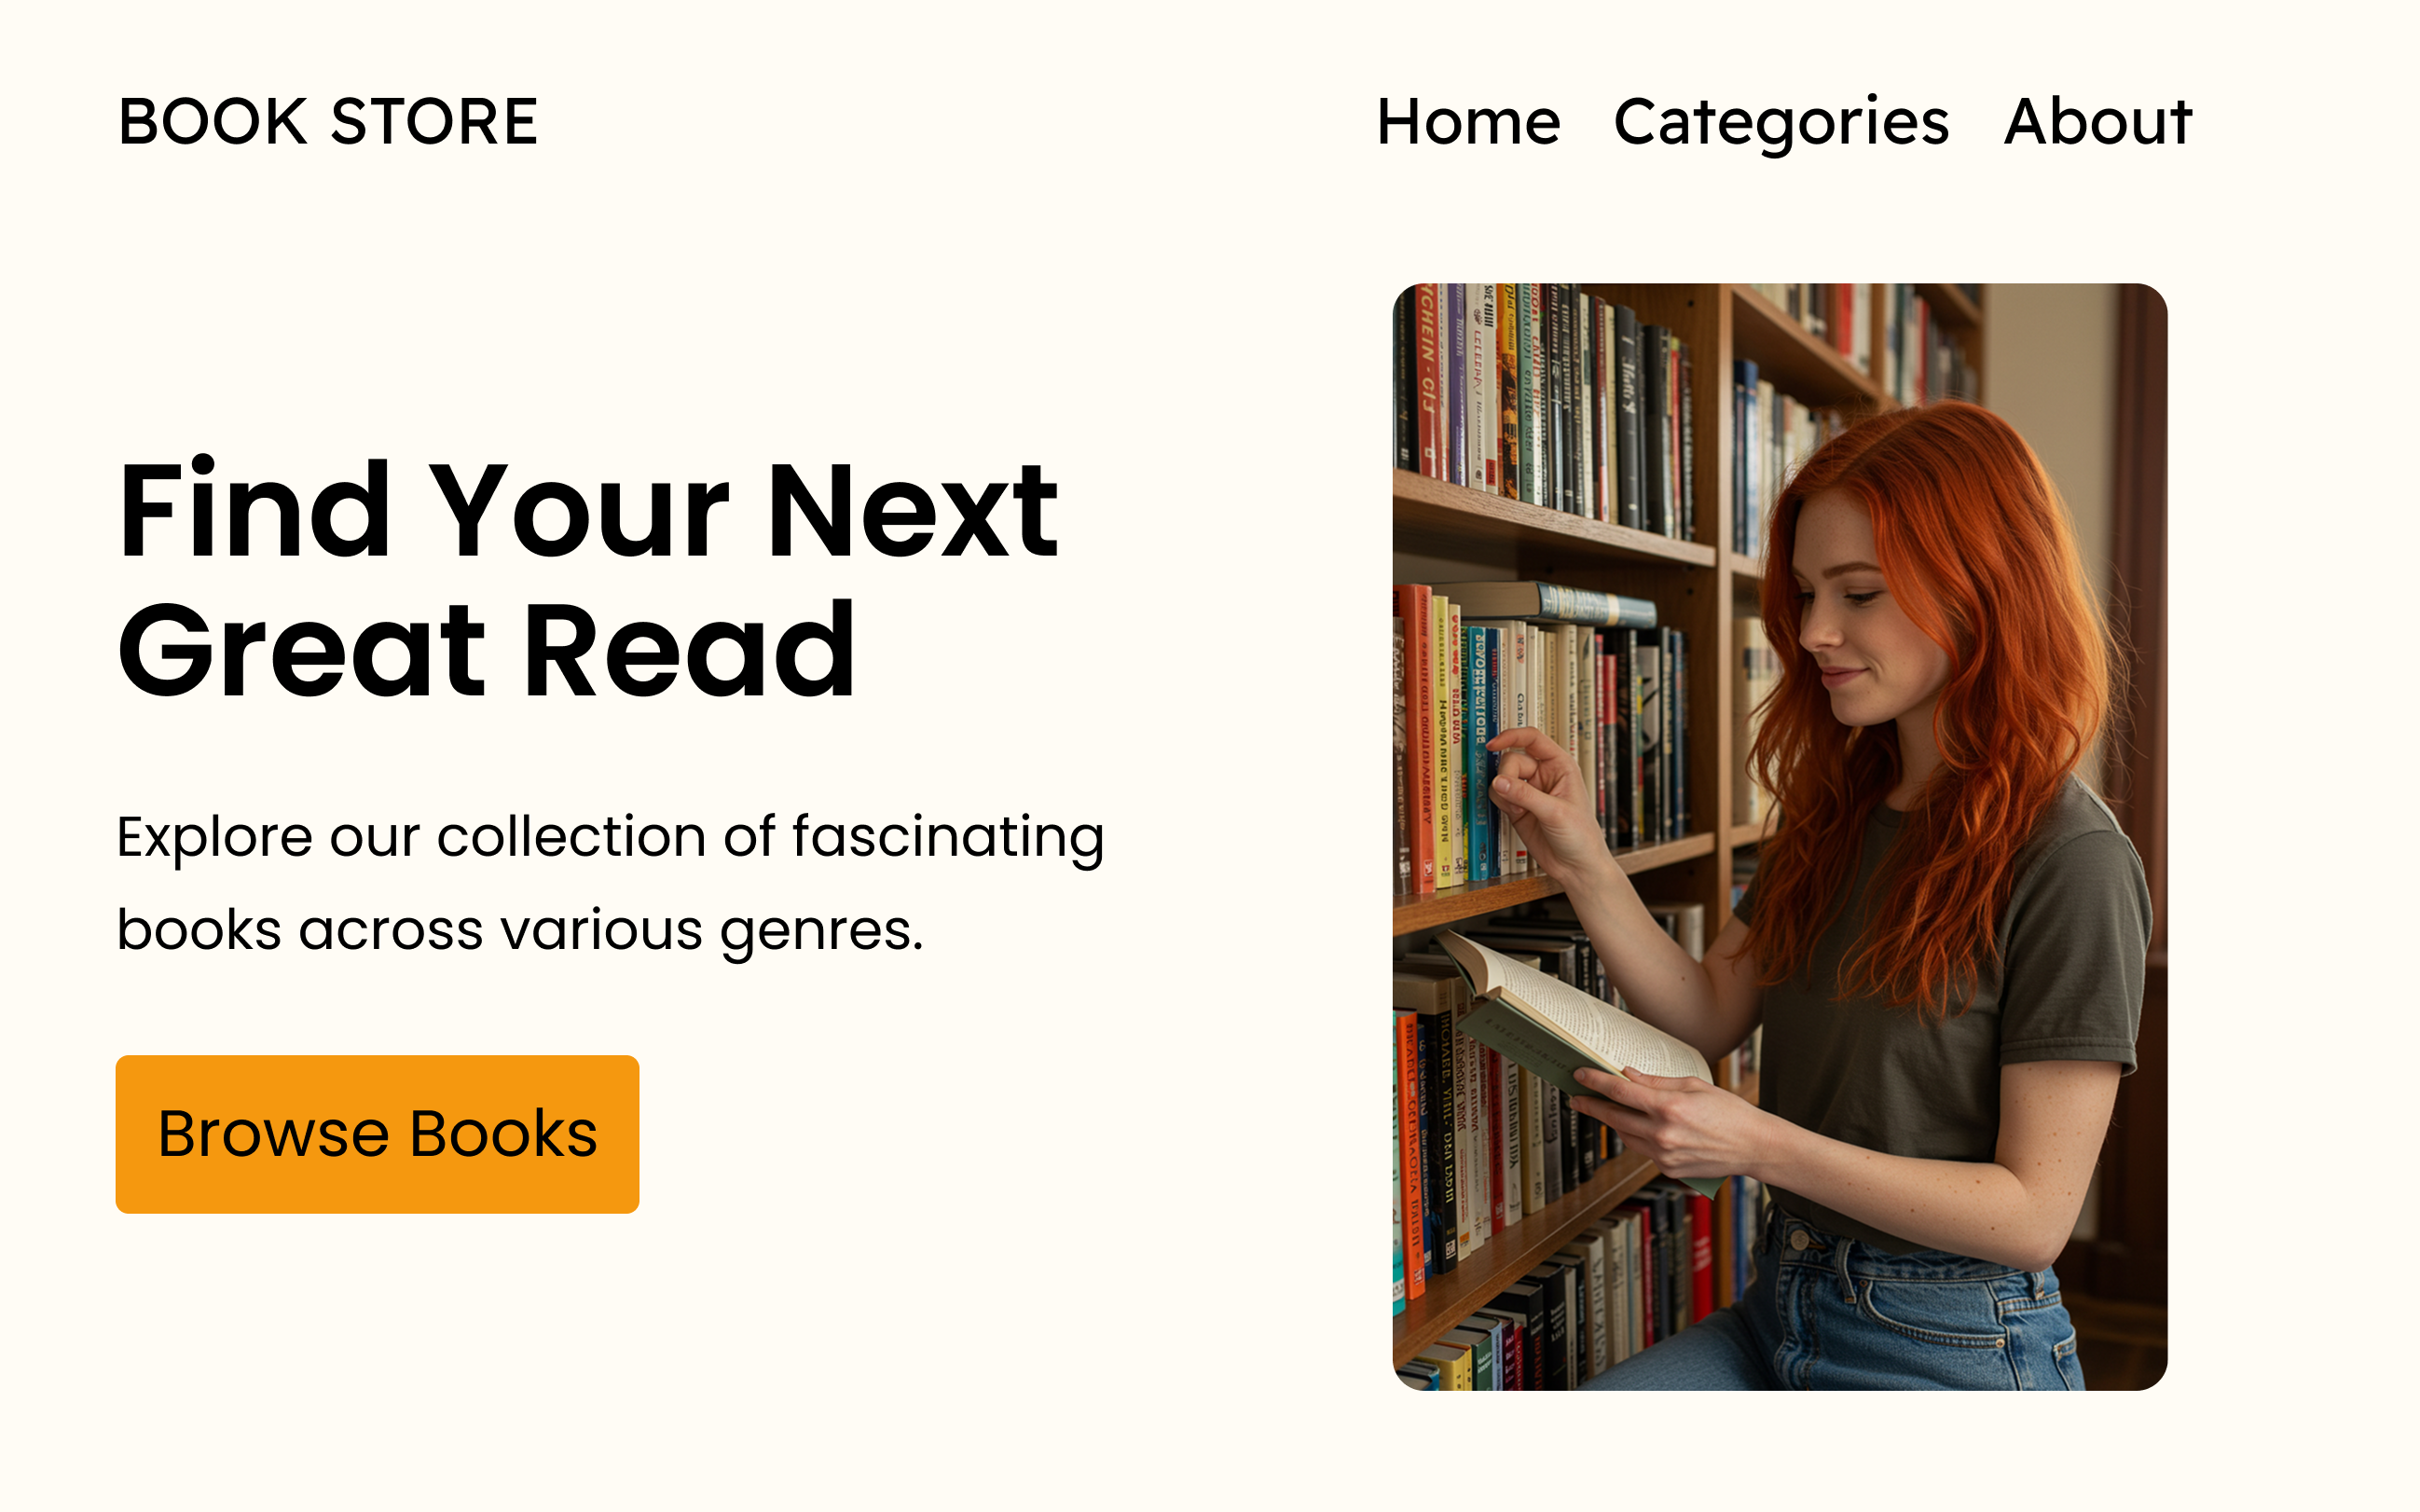 BOOK STORE
Home Categories About
Find Your Next
Great Read
Explore our collection of fascinating
books across various genres.
Browse Books